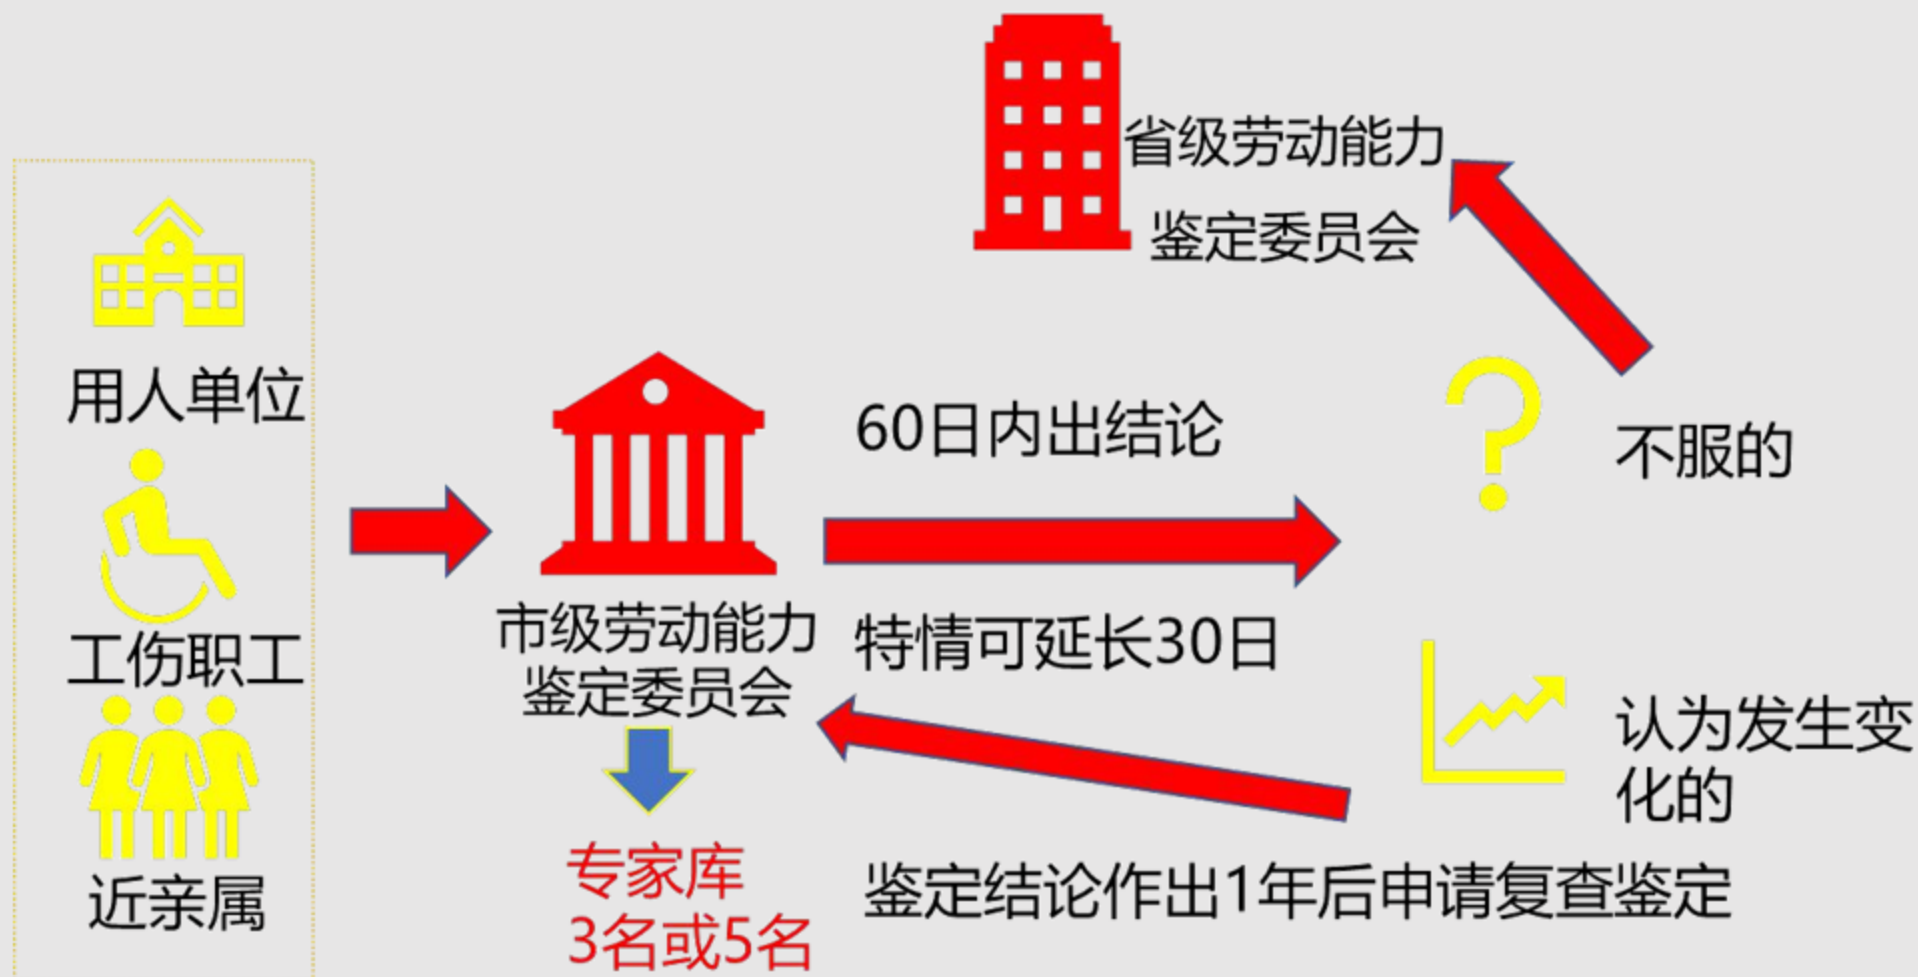 省级劳动能力
鉴定委员会
用人单位
工伤职工
近亲属
市级劳动能力
鉴定委员会
专家库
3名或5名
60日内出结论
特情可延长30日
不服的
认为发生变
化的
鉴定结论作出1年后申请复查鉴定